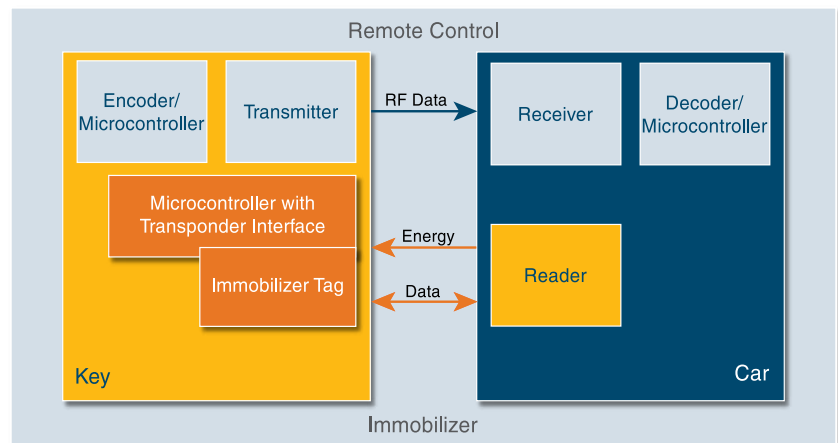 Remote Control
Encoder/
Microcontroller
Transmitter
RF Data
Receiver
Decoder/
Microcontroller
Microcontroller with
Transponder Interface
Energy
Immobilizer Tag
Data
Reader
Key
Car
Immobilizer